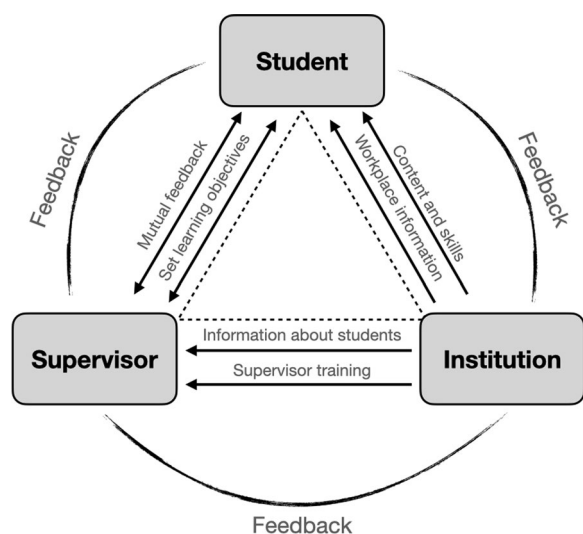 Student
Feedback
Feedback
Mutual feedback
Set learning objectives
Workplace information
Content and skills
Supervisor
Information about students
Supervisor training
Institution
Feedback